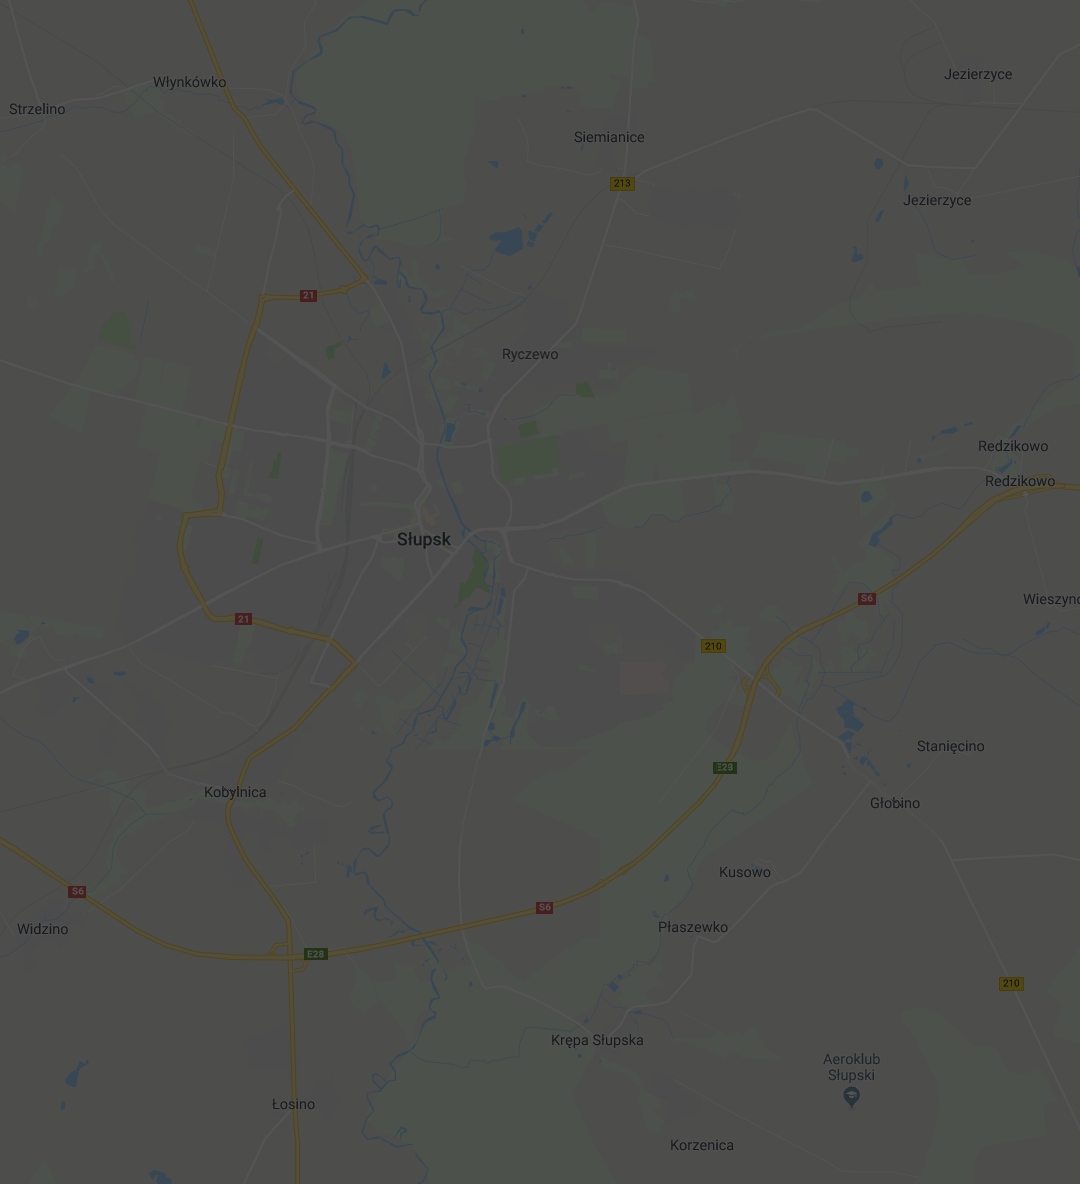 Jezierzyce
Włynkówko
Strzelino
Siemianice
213
Jezierzyce
21
Ryczewo
Redzikowo
Redzikowo
Słupsk
S6
21
210
Stanięcino
E28
Kobylnica
Głobino
Kusowo
S6
S6
Widzino
Płaszewko
E28
210
Krępa Słupska
Aeroklub
Słupski
Łosino
Korzenica